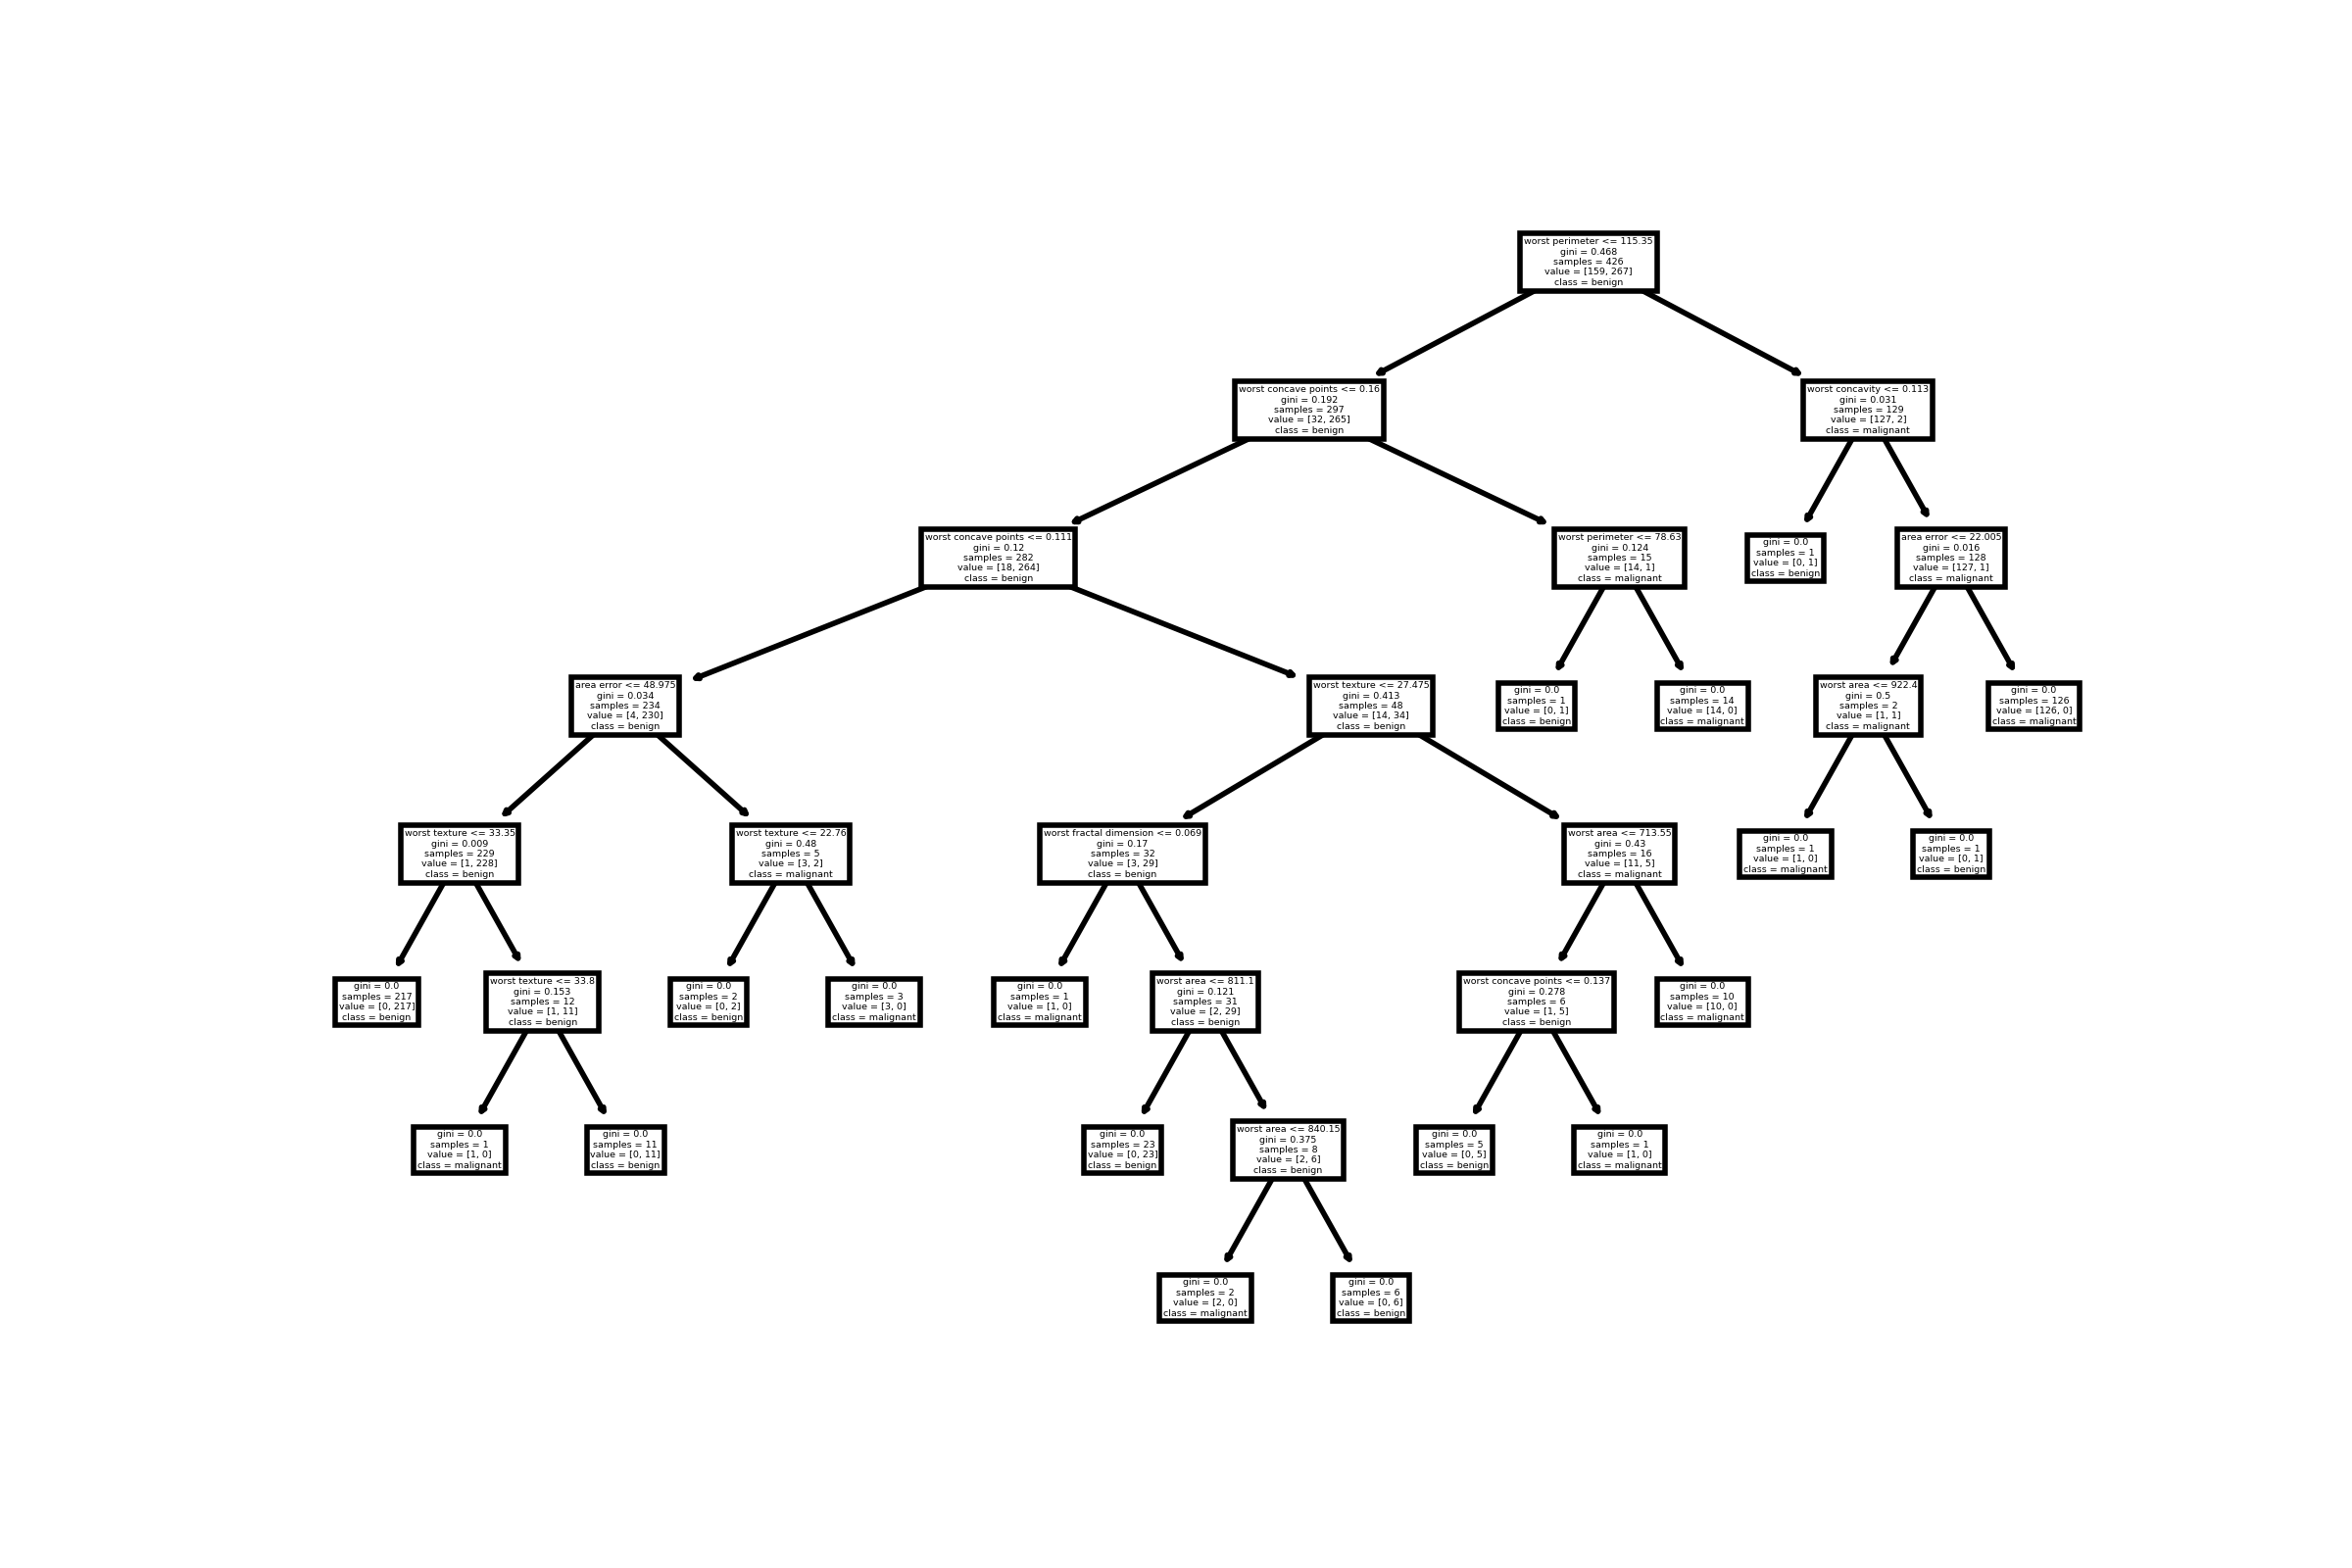 worst perimeter <= 115.35
gini = 0.468
samples = 426
value = [159, 267]
class = benign
worst concave points <= 0.16
gini = 0.192
samples = 297
value = [32, 265]
class = benign
worst concavity <= 0.113
gini = 0.031
samples = 129
value = [127, 2]
class = malignant
worst concave points <= 0.111
gini = 0.12
samples = 282
value = [18, 264]
class = benign
worst perimeter <= 78.63
gini = 0.124
samples = 15
value = [14, 1]
class = malignant
gini = 0.0
samples = 1
value = [0, 1]
class = benign
area error <= 22.005
gini = 0.016
samples = 128
value = [127, 1]
class = malignant
area error <= 48.975
gini = 0.034
samples = 234
value = [4, 230]
class = benign
worst texture <= 27.475
gini = 0.413
samples = 48
value = [14, 34]
class = benign
gini = 0.0
samples = 1
value = [0, 1]
class = benign
gini = 0.0
samples = 14
value = [14, 0]
class = malignant
worst area <= 922.4
gini = 0.5
samples = 2
value = [1, 1]
class = malignant
gini = 0.0
samples = 126
value = [126, 0]
class = malignant
worst texture <= 33.35
gini = 0.009
samples = 229
value = [1, 228]
class = benign
worst texture <= 22.76
gini = 0.48
samples = 5
value = [3, 2]
class = malignant
worst fractal dimension <= 0.069
gini = 0.17
samples = 32
value = [3, 29]
class = benign
worst area <= 713.55
gini = 0.43
samples = 16
value = [11, 5]
class = malignant
gini = 0.0
samples = 1
value = [1, 0]
class = malignant
gini = 0.0
samples = 1
value = [0, 1]
class = benign
gini = 0.0
samples = 217
value = [0, 217]
class = benign
worst texture <= 33.8
gini = 0.153
samples = 12
value = [1, 11]
class = benign
gini = 0.0
samples = 2
value = [0, 2]
class = benign
gini = 0.0
samples = 3
value = [3, 0]
class = malignant
gini = 0.0
samples = 1
value = [1, 0]
class = malignant
worst area <= 811.1
gini = 0.121
samples = 31
value = [2, 29]
class = benign
worst concave points <= 0.137
gini = 0.278
samples = 6
value = [1, 5]
class = benign
gini = 0.0
samples = 10
value = [10, 0]
class = malignant
gini = 0.0
samples = 1
value = [1, 0]
class = malignant
gini = 0.0
samples = 11
value = [0, 11]
class = benign
gini = 0.0
samples = 23
value = [0, 23]
class = benign
worst area <= 840.15
gini = 0.375
samples = 8
value = [2, 6]
class = benign
gini = 0.0
samples = 5
value = [0, 5]
class = benign
gini = 0.0
samples = 1
value = [1, 0]
class = malignant
gini = 0.0
samples = 2
value = [2, 0]
class = malignant
gini = 0.0
samples = 6
value = [0, 6]
class = benign